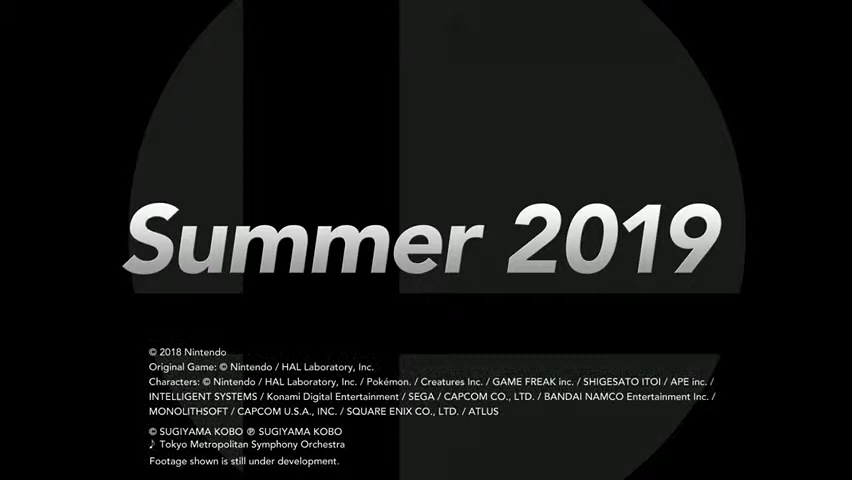 Summer 2019
© 2018 Nintendo
Original Game: © Nintendo / HAL Laboratory, Inc.
Characters: © Nintendo / HAL Laboratory, Inc. / Pokémon. / Creatures Inc. / GAME FREAK inc. / SHIGESATO ITOI / APE inc. /
INTELLIGENT SYSTEMS / Konami Digital Entertainment / SEGA / CAPCOM CO., LTD. / BANDAI NAMCO Entertainment Inc. /
MONOLITHSOFT / CAPCOM U.S.A., INC. / SQUARE ENIX CO., LTD. / ATLUS
© SUGIYAMA KOBO ℗ SUGIYAMA KOBO
♪ Tokyo Metropolitan Symphony Orchestra
Footage shown is still under development.